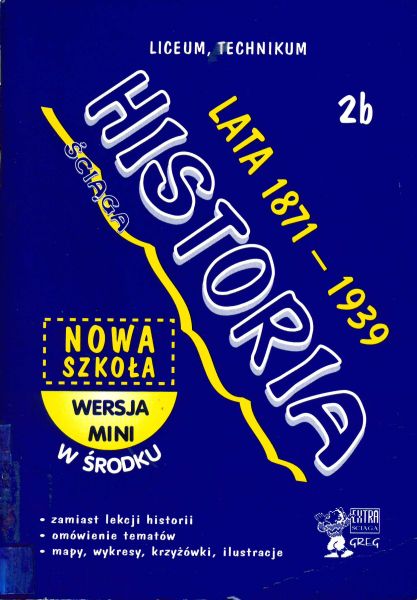 LICEUM, TECHNIKUM
2b
LATA 1871 – 1939
HISTORIA
ŚCIĄGA
NOWA
SZKOŁA
WERSJA
MINI
W ŚRODKU
• zamiast lekcji historii
• omówienie tematów
• mapy, wykresy, krzyżówki, ilustracje
EXTRA
ŚCIĄGA
GREG